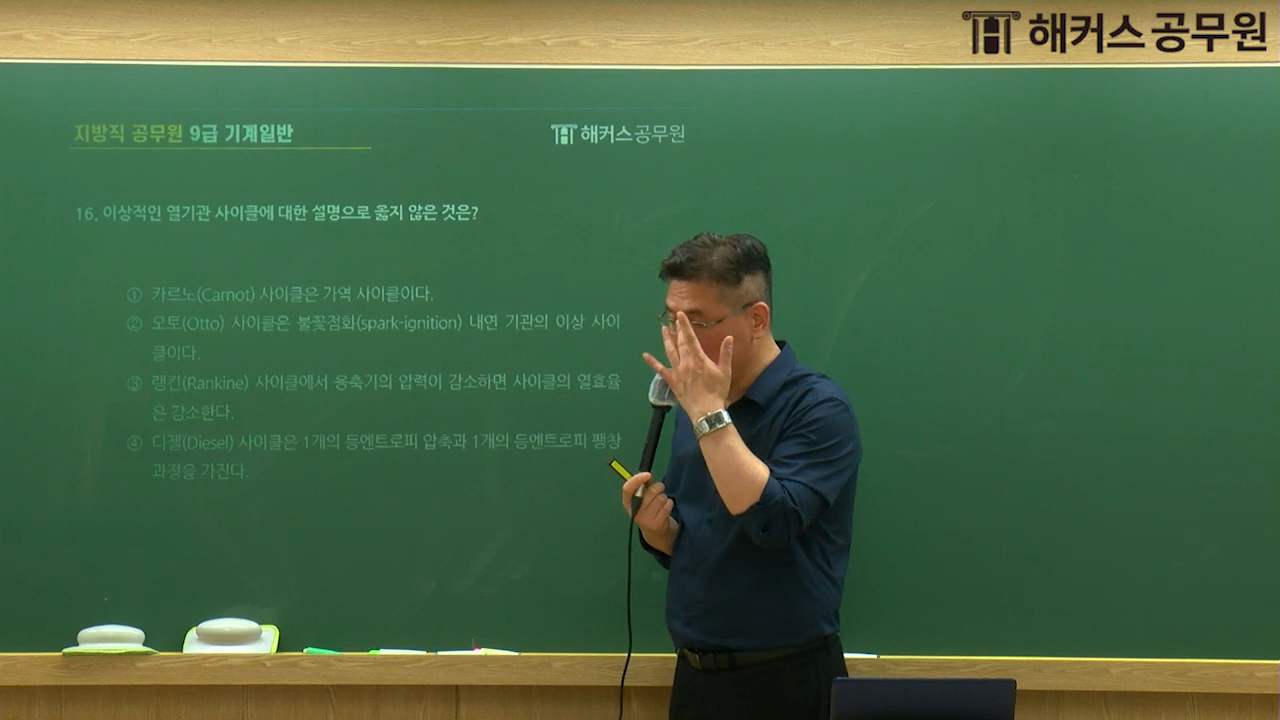 해커스공무원
지방직 공무원 9급 기계일반
해커스공무원
16. 이상적인 열기관 사이클에 대한 설명으로 옳지 않은 것은?
① 카르노(Carnot) 사이클은 가역 사이클이다.
② 오토(Otto) 사이클은 불꽃점화(spark-ignition) 내연 기관의 이상 사이
클이다.
③ 랭킨(Rankine) 사이클에서 응축기의 압력이 감소하면 사이클의 열효율
은 감소한다.
④ 디젤(Diesel) 사이클은 1개의 등엔트로피 압축과 1개의 등엔트로피 팽창
과정을 가진다.